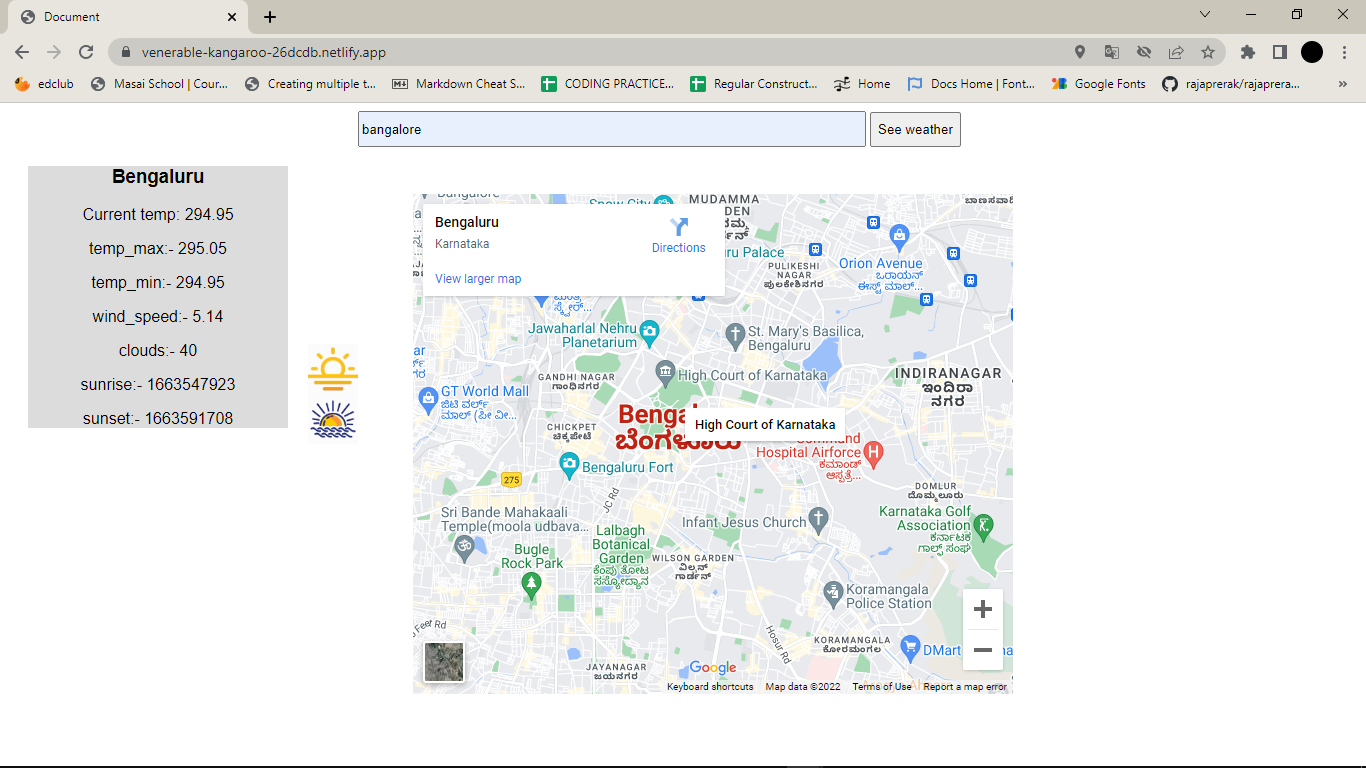 Document
venerable-kangaroo-26dcdb.netlify.app
edclub
Masai School | Cour...
Creating multiple t...
Markdown Cheat S...
CODING PRACTICE...
Regular Construct...
Home
Docs Home | Font...
Google Fonts
rajaprerak/rajaprera...
»
bangalore
See weather
Bengaluru
Current temp: 294.95
temp_max:- 295.05
temp_min:- 294.95
wind_speed:- 5.14
clouds:- 40
sunrise:- 1663547923
sunset:- 1663591708
Bengaluru
Karnataka
Directions
View larger map
Bangalore
Snow City
PULIKESHI
NAGAR
ಪುಲಕೇಶಿನಗರ
Orion Avenue
ಒರಾಯನ್
ಈಸ್ಟ್ ಮಾಲ್...
Jawaharlal Nehru
Planetarium
St. Mary's Basilica,
Bengaluru
High Court of Karnataka
GANDHI NAGAR
ಗಾಂಧಿನಗರ
GT World Mall
ಜಿಟಿ ವರ್ಲ್ಡ್
ಮಾಲ್ (ಪೀ ವೀ...
INDIRANAGAR
ಇಂದಿರಾ
ನಗರ
High Court of Karnataka
CHICKPET
ಚಿಕ್ಕಪೇಟೆ
Hospital Airforce
ಕಮಾಂಡ್
ಆಸ್ಪತ್ರೆ...
H
Bengaluru Fort
275
JC Rd
DOMLUR
ದೊಮ್ಮಲೂರು
Sri Bande Mahakaali
Temple(moola udbava...
Infant Jesus Church
Karnataka Golf
Association
ಕರ್ನಾಟಕ
ಗಾಲ್ಫ್ ಸಂಘ
Lalbagh
Botanical
Garden
ಕೆಂಪು ತೋಟ
ಸಸ್ಯೋದ್ಯಾನ
Bugle
Rock Park
WILSON GARDEN
ವಿಲ್ಸನ್
ಗಾರ್ಡನ್
Koramangala
Police Station
Feet Rd
Hosur Rd
KORAMANGALA
ಕೋರಮಂಗಲ
DMart
JAYANAGAR
ಜಯನಗರ
Google
Keyboard shortcuts
Map data ©2022
Terms of Use
Report a map error